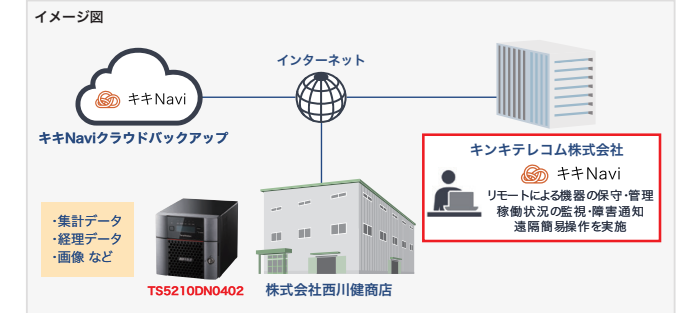 イメージ図
インターネット
キキNavi
キキNaviクラウドバックアップ
キンキテレコム株式会社
キキNavi
リモートによる機器の保守・管理
稼働状況の監視・障害通知
遠隔簡易操作を実施
・集計データ
・経理データ
・画像 など
BUFFALO
TS5210DN0402
株式会社西川健商店